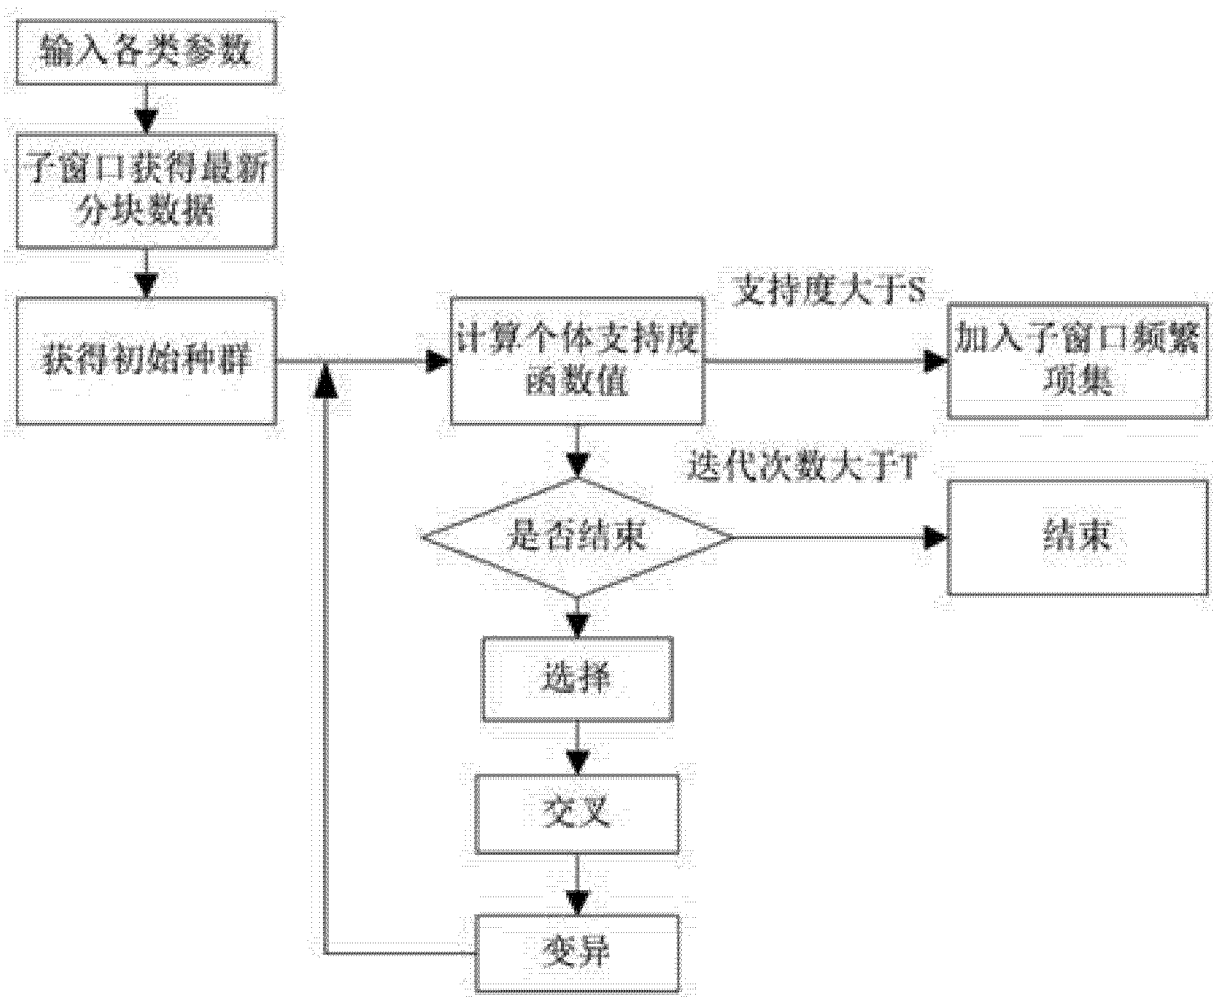 输入各类参数
子窗口获得最新
分块数据
获得初始种群
计算个体支持度
函数值
支持度大于S
加入子窗口频繁
项集
是否结束
迭代次数大于T
结束
选择
交叉
变异